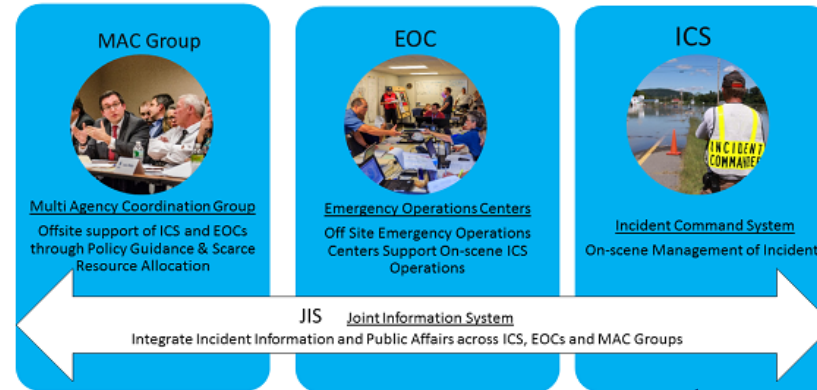 MAC Group
Multi Agency Coordination Group
Offsite support of ICS and EOCs
through Policy Guidance & Scarce
Resource Allocation
EOC
Emergency Operations Centers
Off Site Emergency Operations
Centers Support On-scene ICS
Operations
ICS
INCIDENT
COMMANDER
Incident Command System
On-scene Management of Incident
JIS Joint Information System
Integrate Incident Information and Public Affairs across ICS, EOCs and MAC Groups